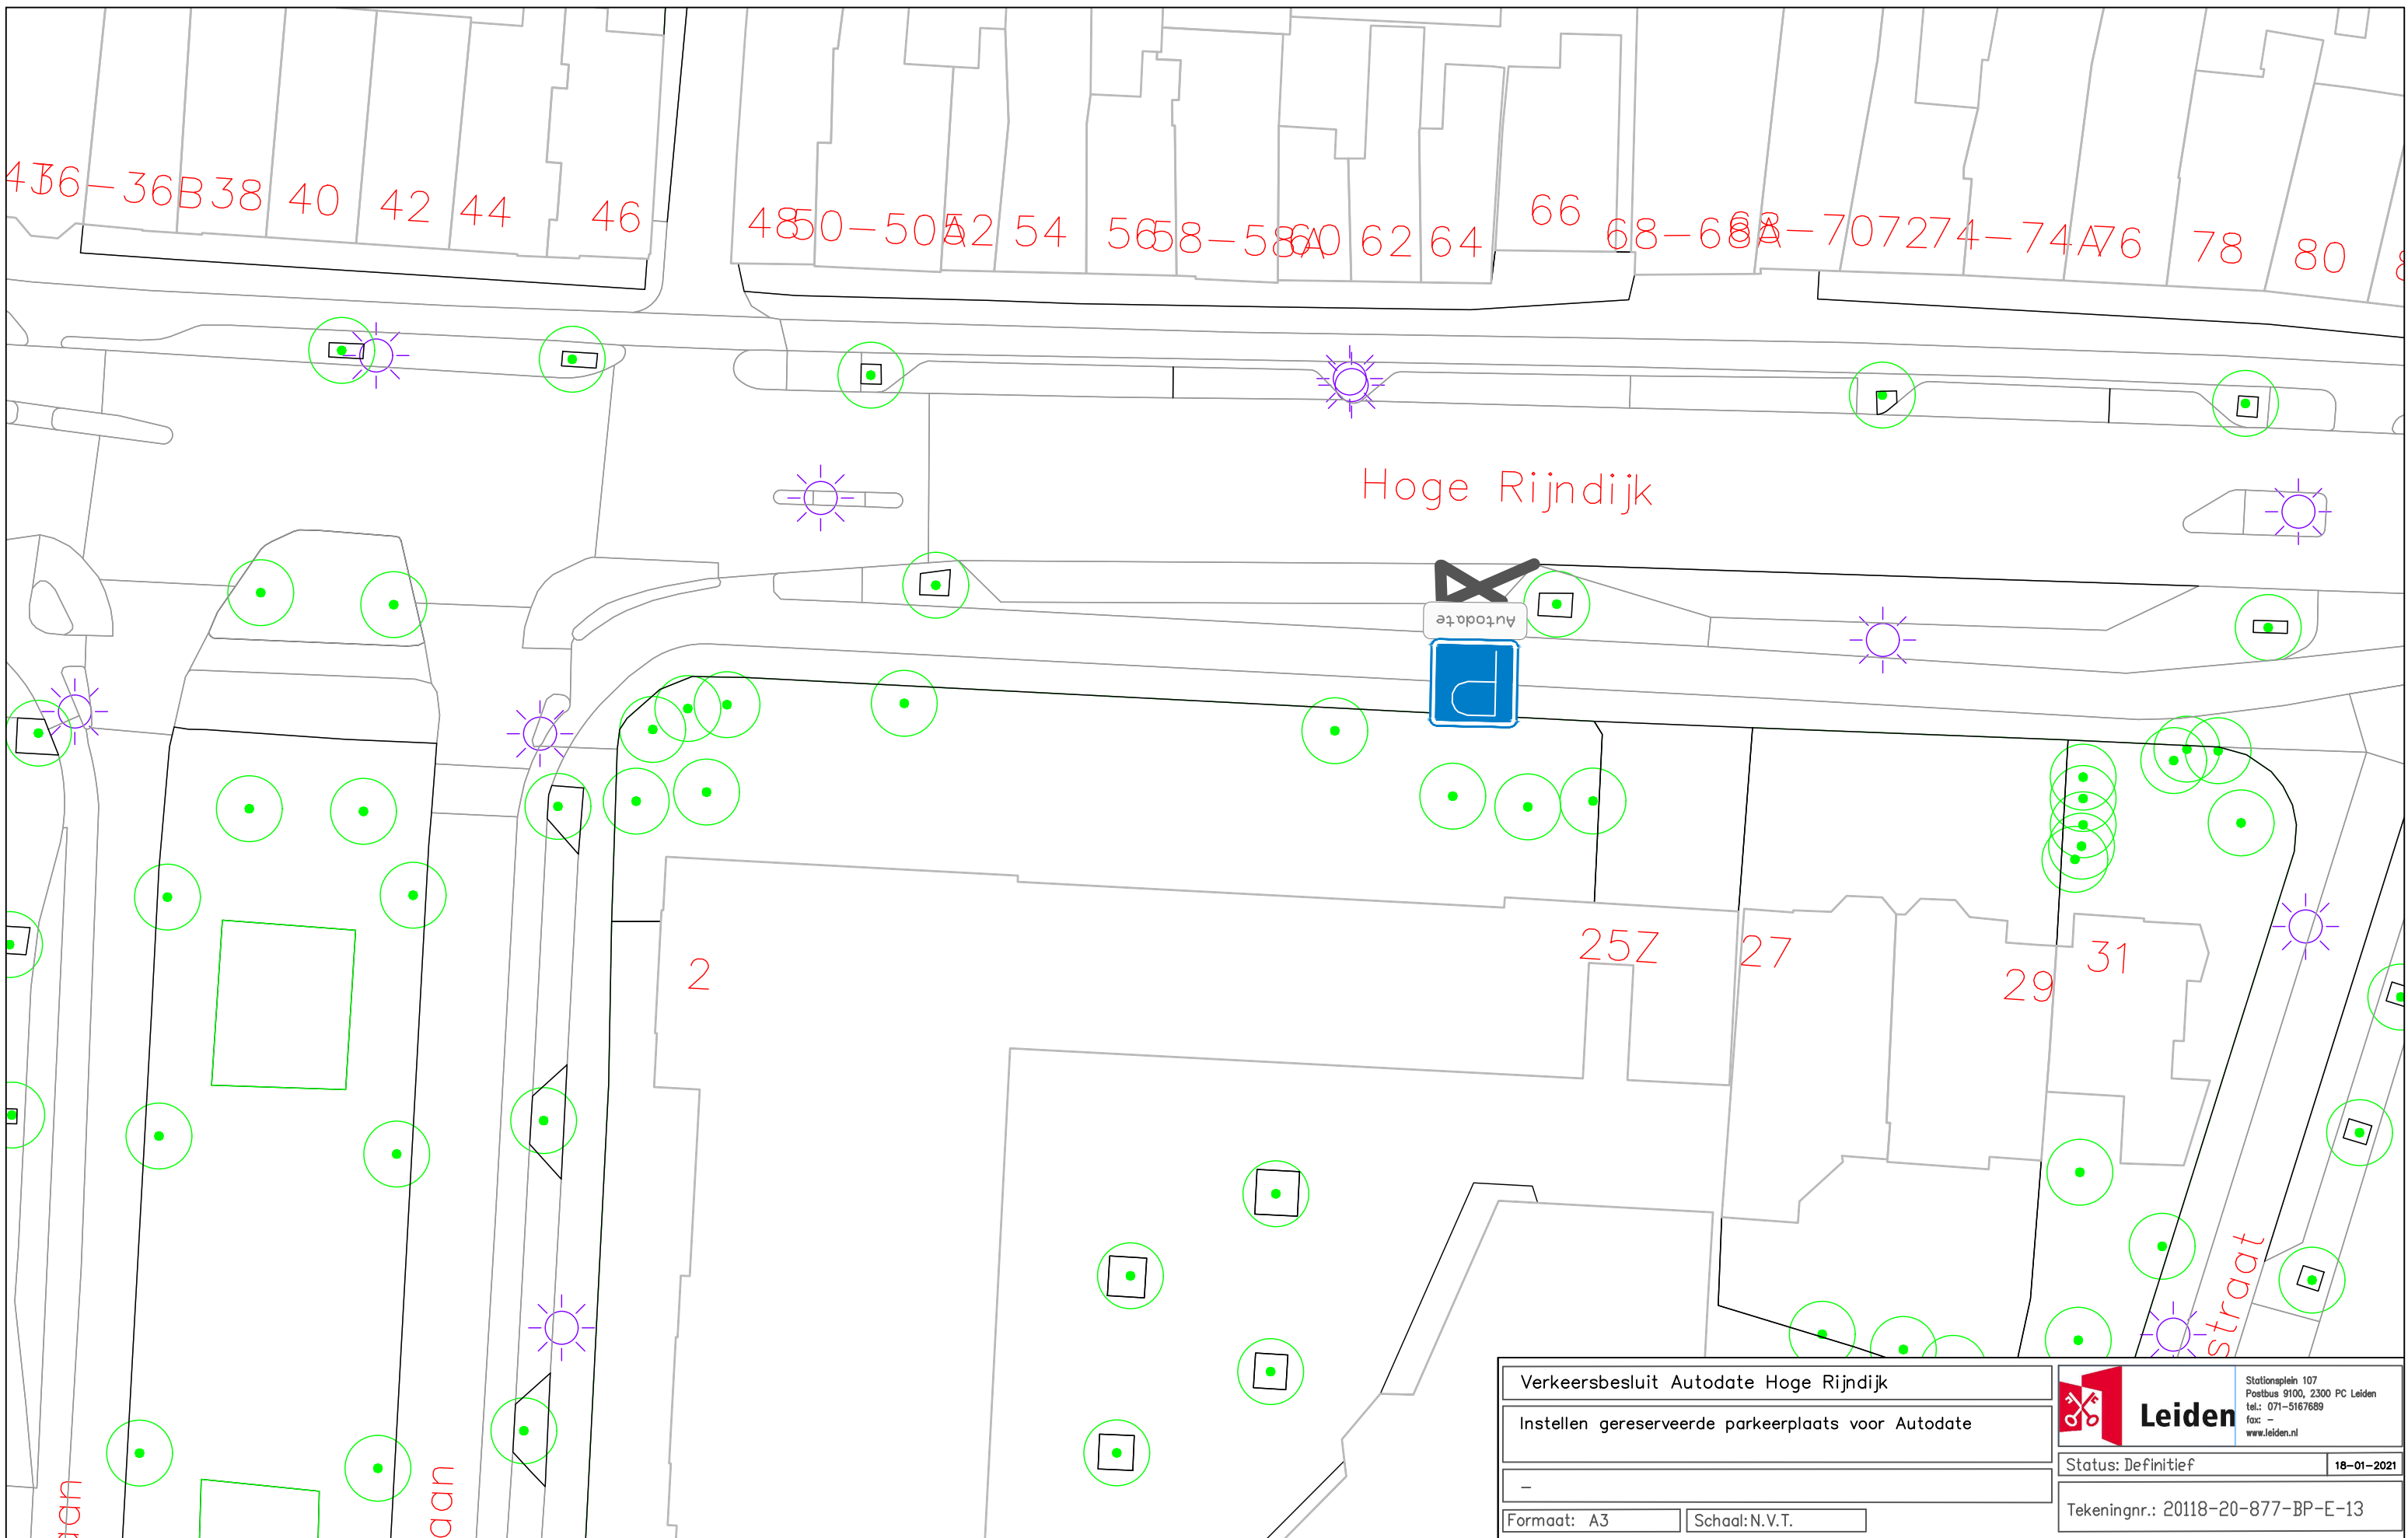 36-36B 38 40 42 44 46 48 50-50A 52 54 56 58-58A 60 62 64 66 68-68A 68A-70 72 74-74A 76 78 80
Hoge Rijndijk
Autodate
P
2 25Z 27 29 31
straat
aan
aan
Verkeersbesluit Autodate Hoge Rijndijk
Instellen gereserveerde parkeerplaats voor Autodate
-
Formaat: A3 Schaal: N.V.T.
Leiden
Stationsplein 107
Postbus 9100, 2300 PC Leiden
tel.: 071-5167689
fax: -
www.leiden.nl
Status: Definitief 18-01-2021
Tekeningnr.: 20118-20-877-BP-E-13